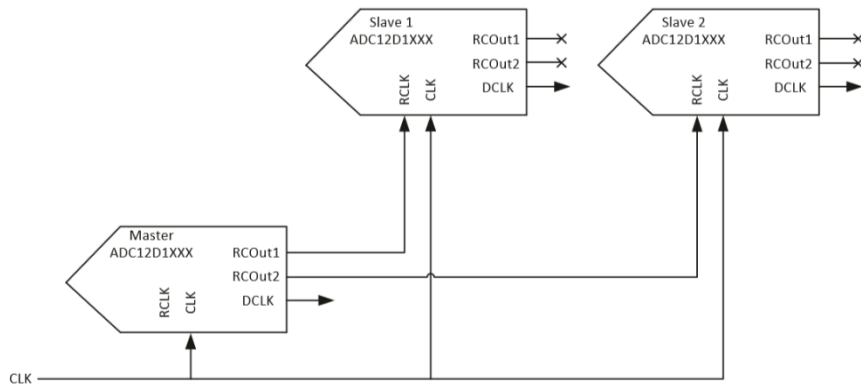 Slave 1
ADC12D1XXX
RCOut1
RCOut2
DCLK
RCLK
CLK
Slave 2
ADC12D1XXX
RCOut1
RCOut2
DCLK
RCLK
CLK
Master
ADC12D1XXX
RCOut1
RCOut2
DCLK
RCLK
CLK
CLK